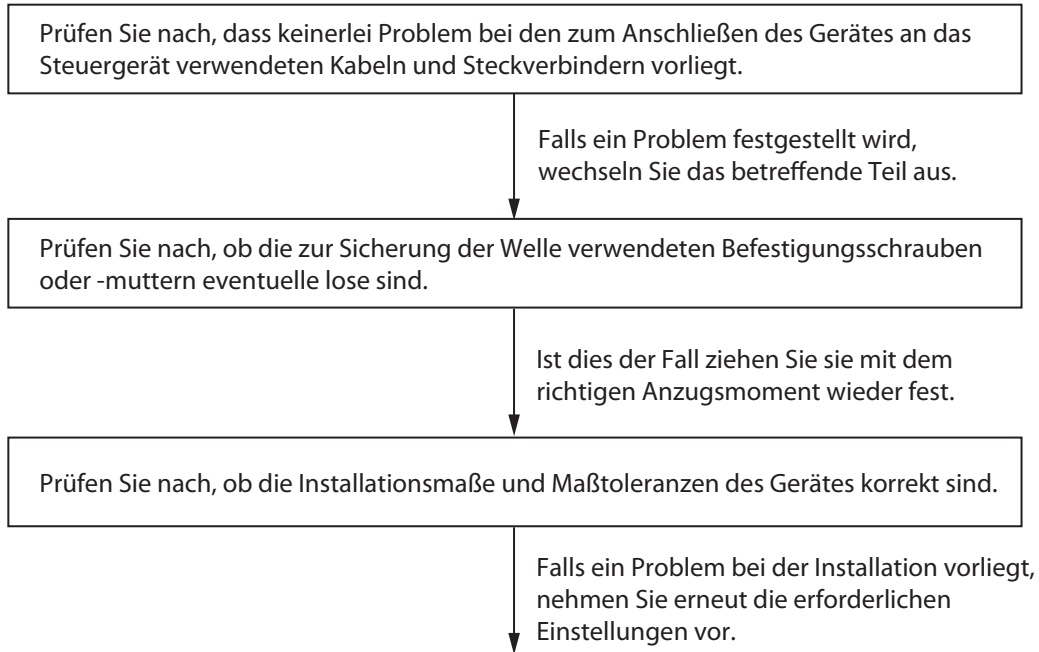 Prüfen Sie nach, dass keinerlei Problem bei den zum Anschließen des Gerätes an das
Steuergerät verwendeten Kabeln und Steckverbindern vorliegt.
Falls ein Problem festgestellt wird,
wechseln Sie das betreffende Teil aus.
Prüfen Sie nach, ob die zur Sicherung der Welle verwendeten Befestigungsschrauben
oder -muttern eventuelle lose sind.
Ist dies der Fall ziehen Sie sie mit dem
richtigen Anzugsmoment wieder fest.
Prüfen Sie nach, ob die Installationsmaße und Maßtoleranzen des Gerätes korrekt sind.
Falls ein Problem bei der Installation vorliegt,
nehmen Sie erneut die erforderlichen
Einstellungen vor.